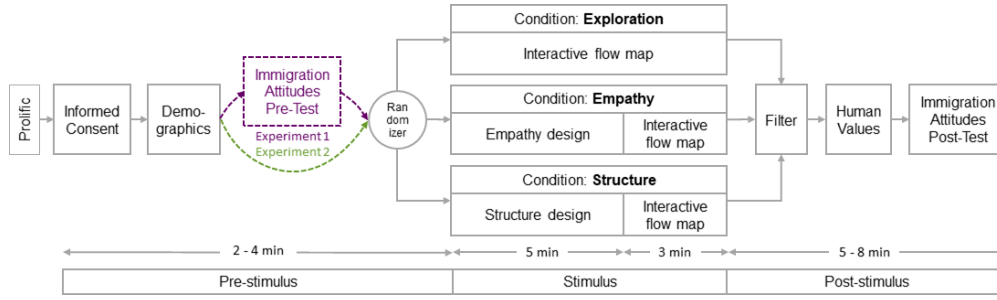 Prolific
Informed
Consent
Demo-
graphics
Immigration
Attitudes
Pre-Test
Experiment 1
Experiment 2
Ran
dom
izer
Condition: Exploration
Interactive flow map
Condition: Empathy
Empathy design
Interactive
flow map
Condition: Structure
Structure design
Interactive
flow map
Filter
Human
Values
Immigration
Attitudes
Post-Test
2 - 4 min
5 min
3 min
5 - 8 min
Pre-stimulus
Stimulus
Post-stimulus